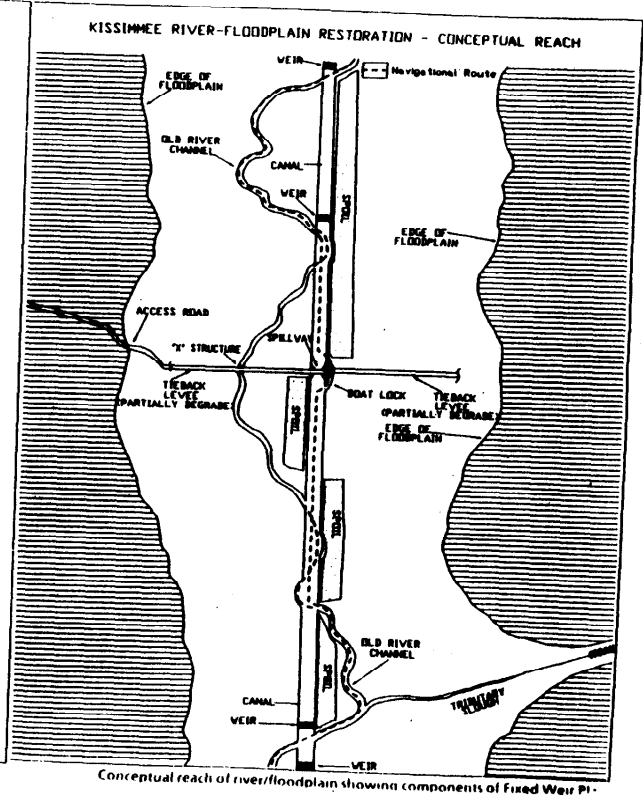 KISSIMMEE RIVER-FLOODPLAIN RESTORATION - CONCEPTUAL REACH
WEIR
Navigational Route
EDGE OF
FLOODPLAIN
OLD RIVER
CHANNEL
CANAL
WEIR
SPOIL
EDGE OF
FLOODPLAIN
ACCESS ROAD
"X" STRUCTURE
SPILLWAY
TIEBACK
LEVEE
(PARTIALLY DEGRADE)
BOAT LOCK
TIEBACK
LEVEE
(PARTIALLY DEGRADE)
SPOIL
EDGE OF
FLOODPLAIN
SPOIL
OLD RIVER
CHANNEL
SPOIL
CANAL
TRIBUTARY
SLOUGH
WEIR
WEIR
Conceptual reach of river/floodplain showing components of Fixed Weir Pl